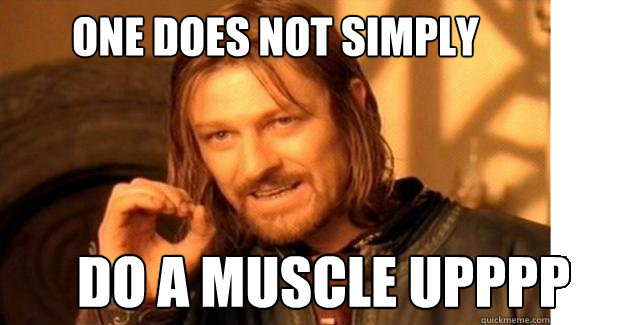 ONE DOES NOT SIMPLY
DO A MUSCLE UPPPP
quickmeme.com